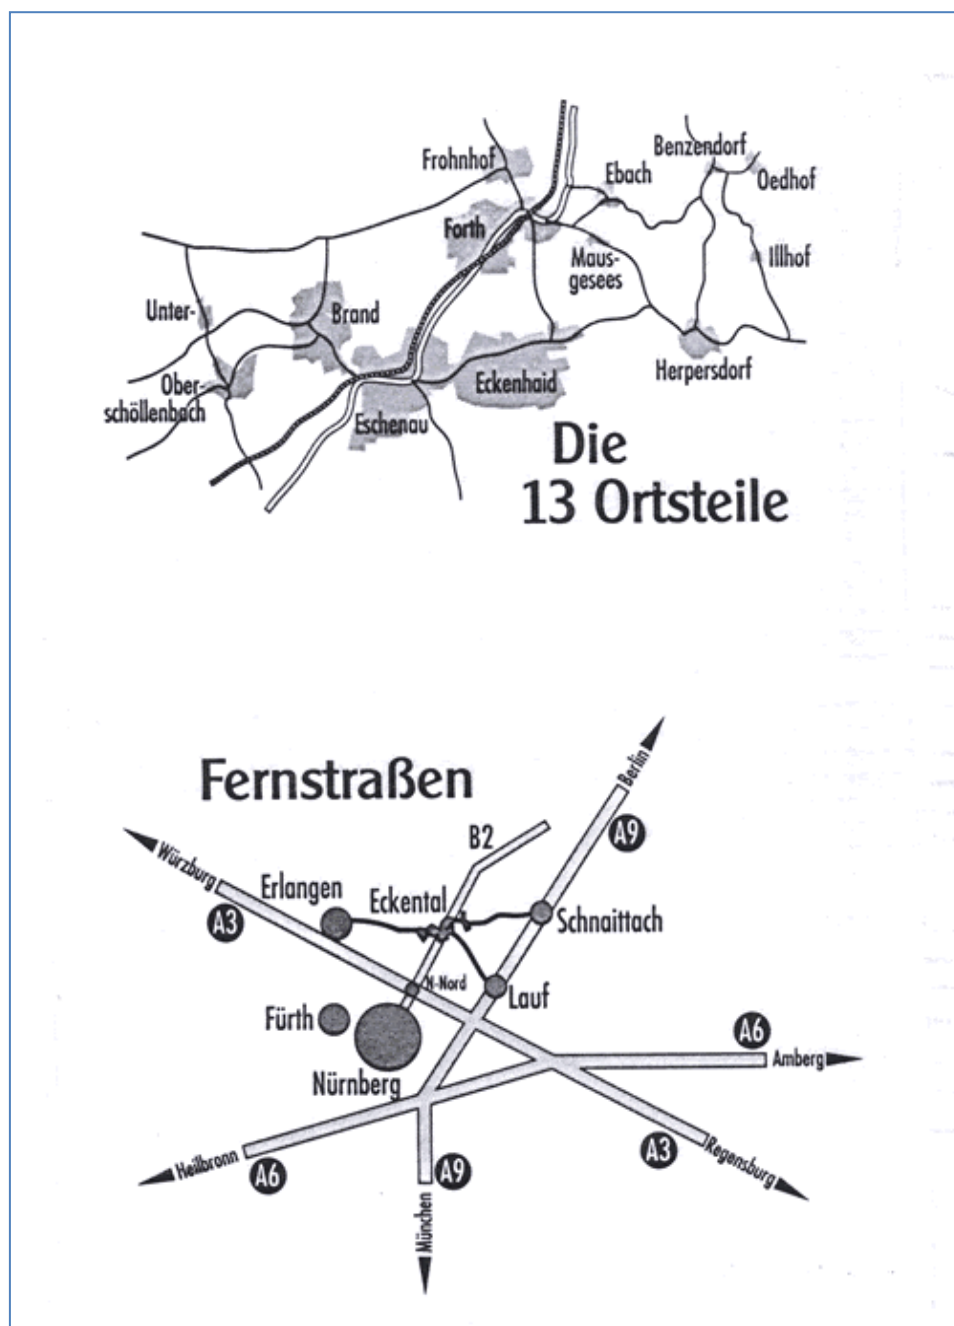 Frohnhof
Benzendorf
Ebach
Oedhof
Forth
Maus-
gesees
Illhof
Unter-
Brand
Ober-
schöllenbach
Eckenhaid
Herpersdorf
Eschenau
Die
13 Ortsteile
Fernstraßen
Berlin
A9
B2
Würzburg
A3
Erlangen
Eckental
Schnaittach
N-Nord
Lauf
Fürth
A6
Amberg
Nürnberg
A3
Regensburg
Heilbronn
A6
A9
München